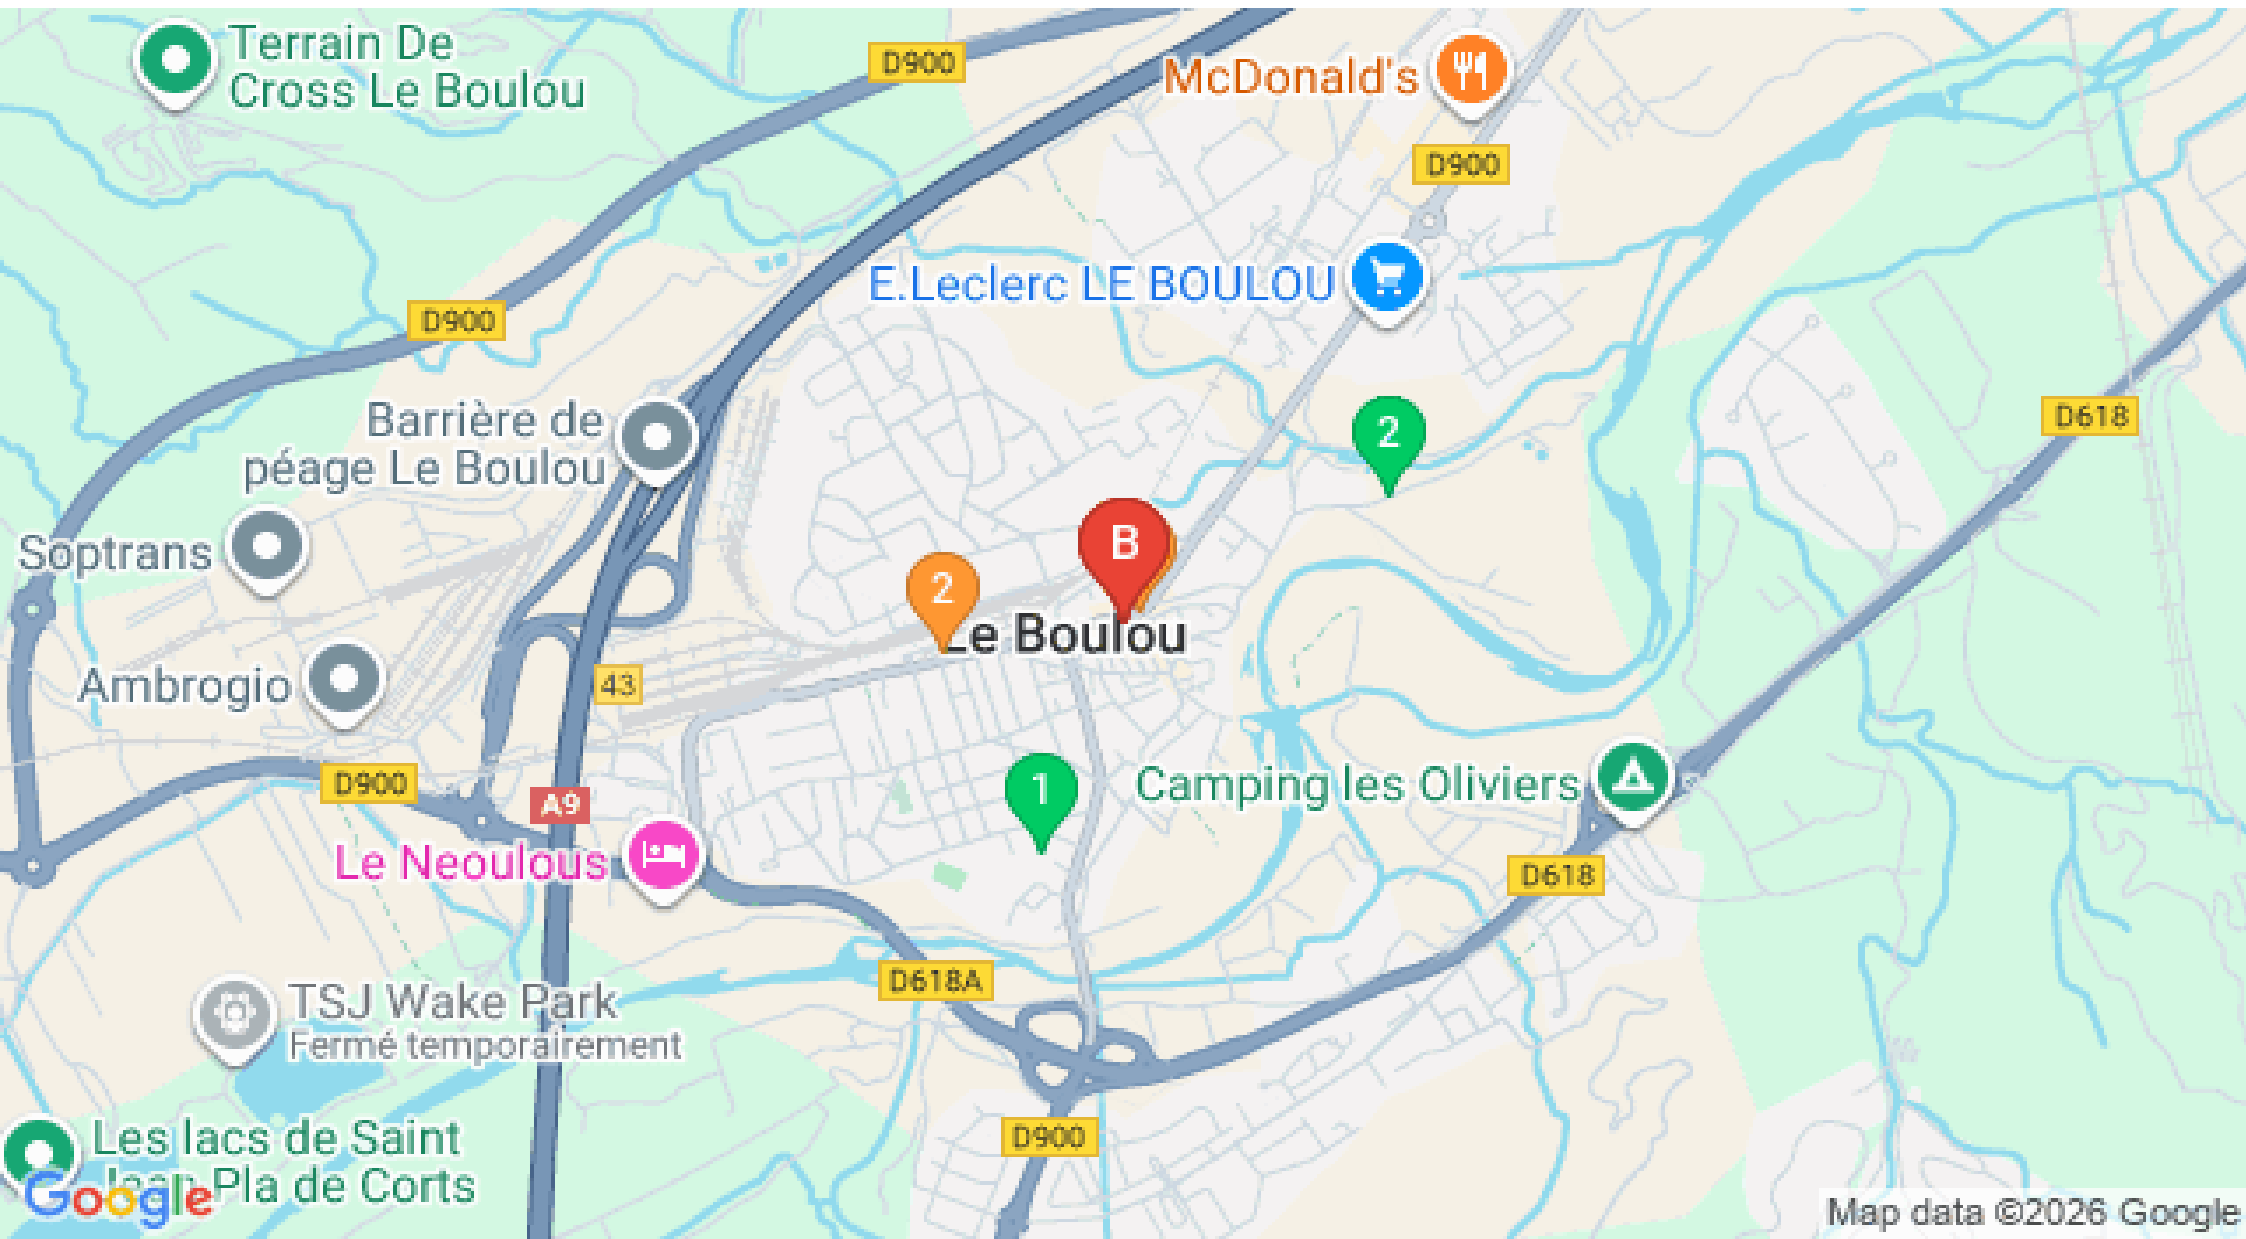 Terrain De
Cross Le Boulou
D900
McDonald's
D900
E.Leclerc LE BOULOU
D900
Barrière de
péage Le Boulou
2
D618
Soptrans
B
2
Le Boulou
Ambrogio
43
D900
A9
1
Camping les Oliviers
Le Neoulous
D618
D618A
TSJ Wake Park
Fermé temporairement
D900
Les lacs de Saint
Jean-Pla de Corts
Google
Map data ©2026 Google